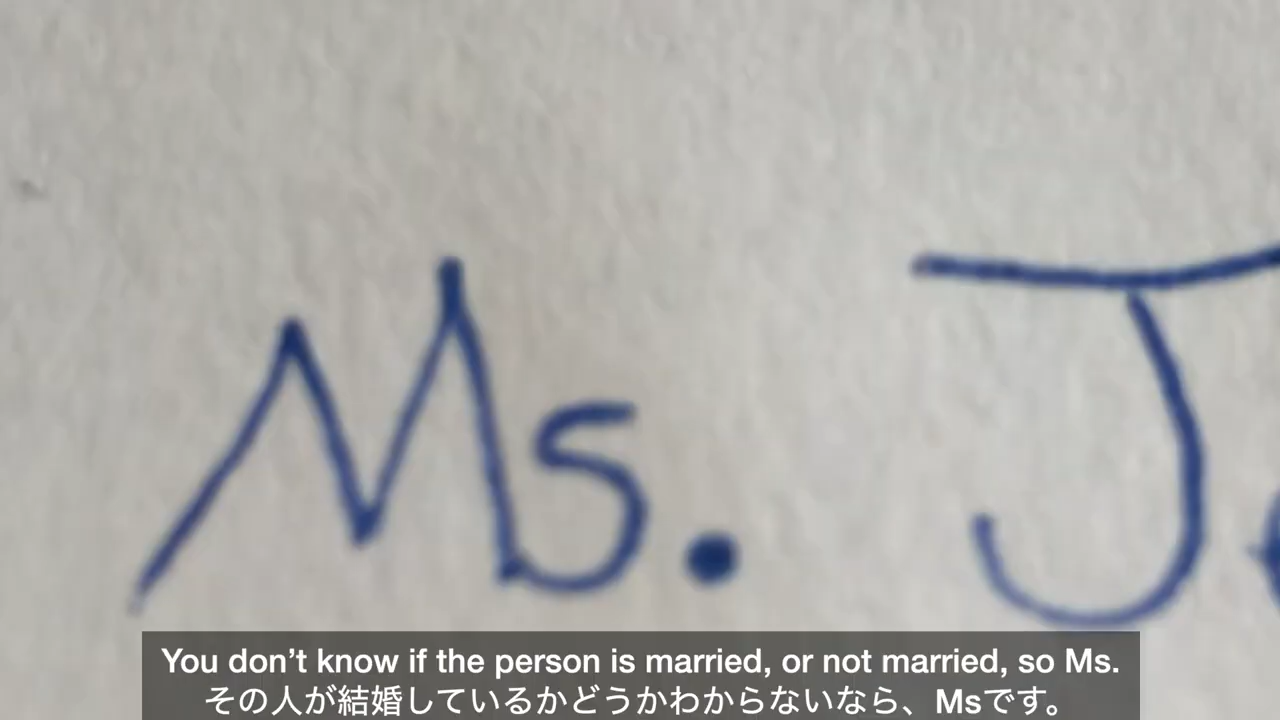 Ms. J
You don't know if the person is married, or not married, so Ms.
その人が結婚しているかどうかわからないなら、Msです。